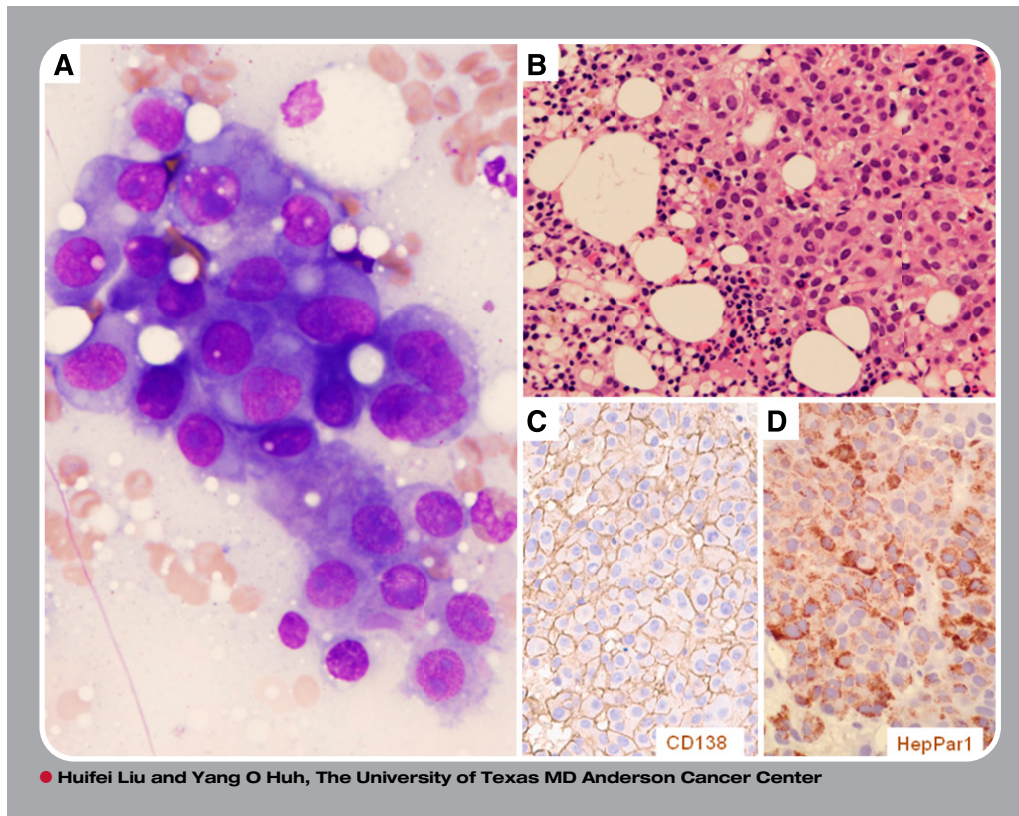 A
B
C
D
CD138
HepPar1
Huifei Liu and Yang O Huh, The University of Texas MD Anderson Cancer Center